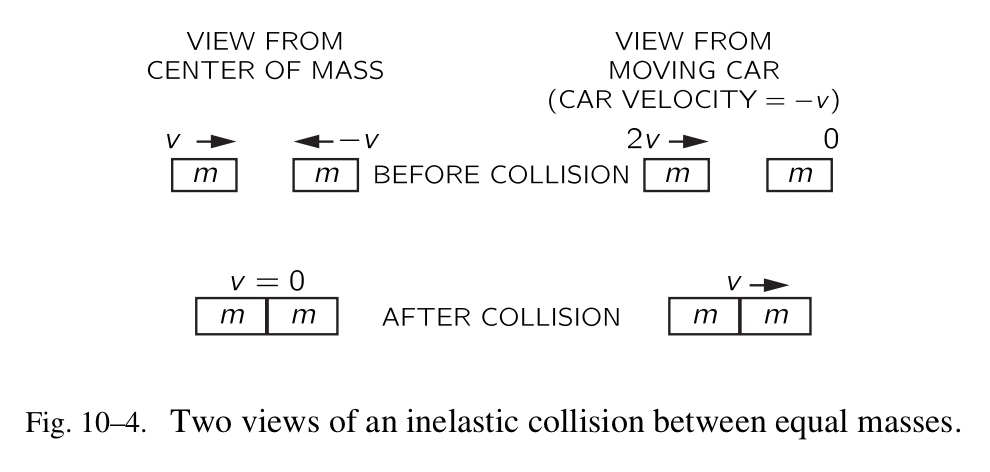 VIEW FROM
CENTER OF MASS
VIEW FROM
MOVING CAR
(CAR VELOCITY = −v)
v → ← −v 2v → 0
m m BEFORE COLLISION m m
v = 0 v →
m m AFTER COLLISION m m
Fig. 10–4. Two views of an inelastic collision between equal masses.